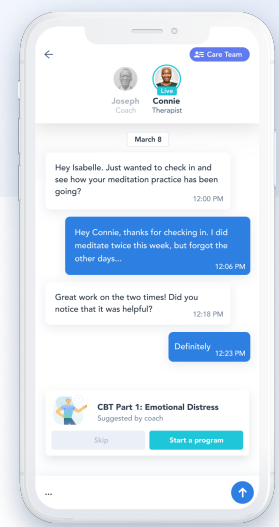 Care Team
Live
Joseph
Coach
Connie
Therapist
March 8
Hey Isabelle. Just wanted to check in and
see how your meditation practice has been
going?
12:00 PM
Hey Connie, thanks for checking in. I did
meditate twice this week, but forgot the
other days...
12:06 PM
Great work on the two times! Did you
notice that it was helpful?
12:18 PM
Definitely
12:23 PM
CBT Part 1: Emotional Distress
Suggested by coach
Skip
Start a program
...